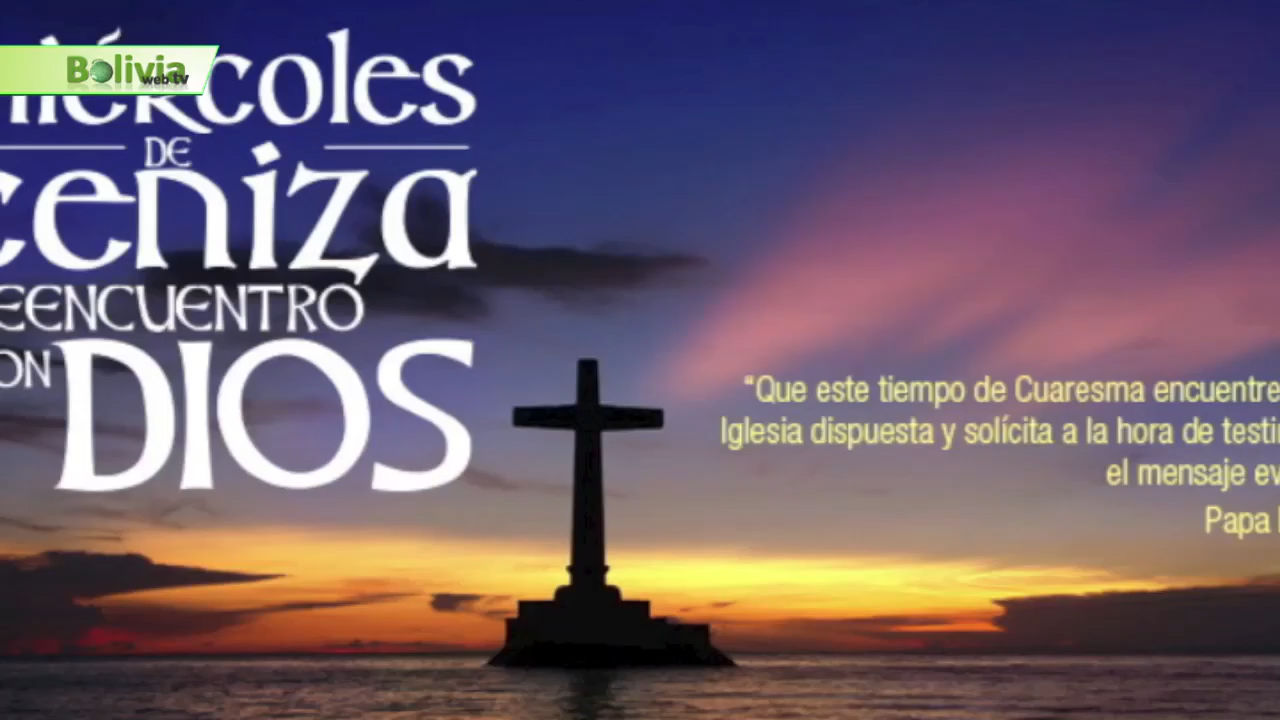 Bolivia
web tv
miércoles
DE
ceniza
EENCUENTRO
ON
DIOS
“Que este tiempo de Cuaresma encuentre
Iglesia dispuesta y solícita a la hora de testi
el mensaje ev
Papa